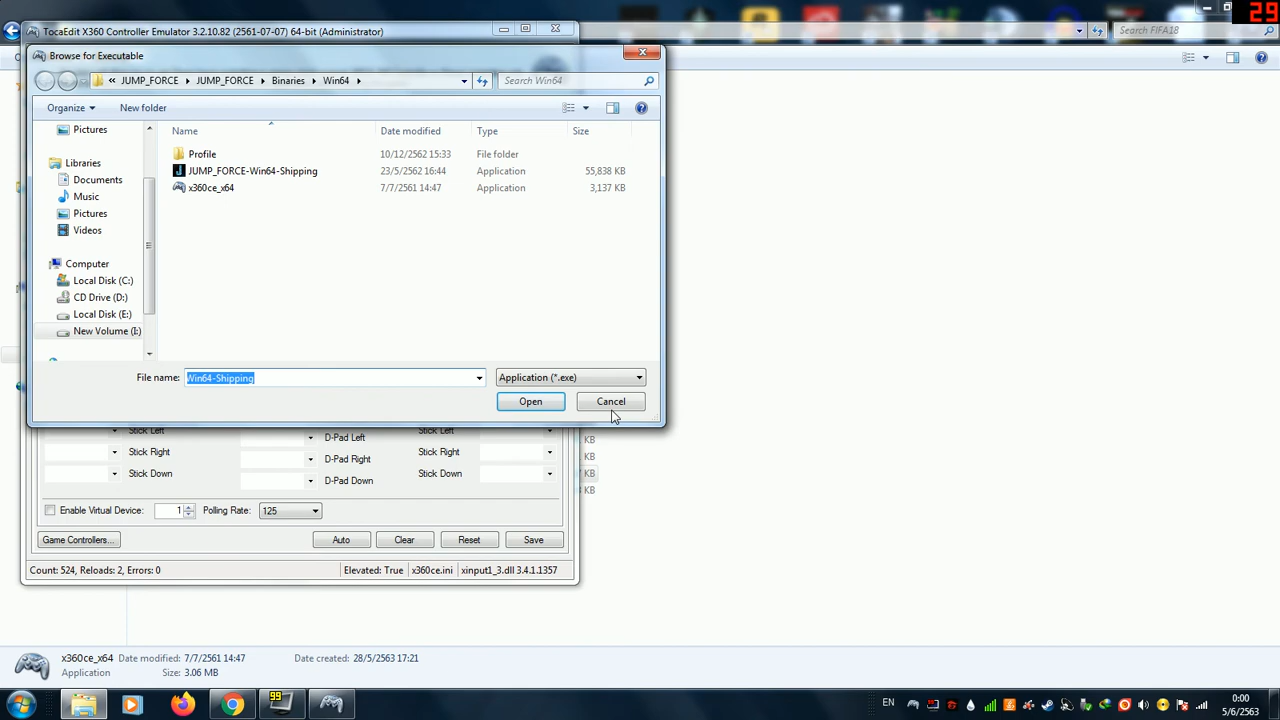 29
TocaEdit X360 Controller Emulator 3.2.10.82 (2561-07-07) 64-bit (Administrator)
Search FIFA18
Browse for Executable
« JUMP_FORCE JUMP_FORCE Binaries Win64
Search Win64
Organize New folder
Name Date modified Type Size
Pictures
Libraries
Documents
Music
Pictures
Videos
Computer
Local Disk (C:)
CD Drive (D:)
Local Disk (E:)
New Volume (I:)
Profile 10/12/2562 15:33 File folder
JUMP_FORCE-Win64-Shipping 23/5/2562 16:44 Application 55,838 KB
x360ce_x64 7/7/2561 14:47 Application 3,137 KB
File name: Win64-Shipping Application (*.exe)
Open Cancel
Stick Left D-Pad Left Stick Left
Stick Right D-Pad Right Stick Right
Stick Down D-Pad Down Stick Down
KB
KB
KB
KB
Enable Virtual Device: 1 Polling Rate: 125
Game Controllers... Auto Clear Reset Save
Count: 524, Reloads: 2, Errors: 0 Elevated: True x360ce.ini xinput1_3.dll 3.4.1.1357
x360ce_x64 Date modified: 7/7/2561 14:47 Date created: 28/5/2563 17:21
Application Size: 3.06 MB
99
EN
0:00
5/6/2563